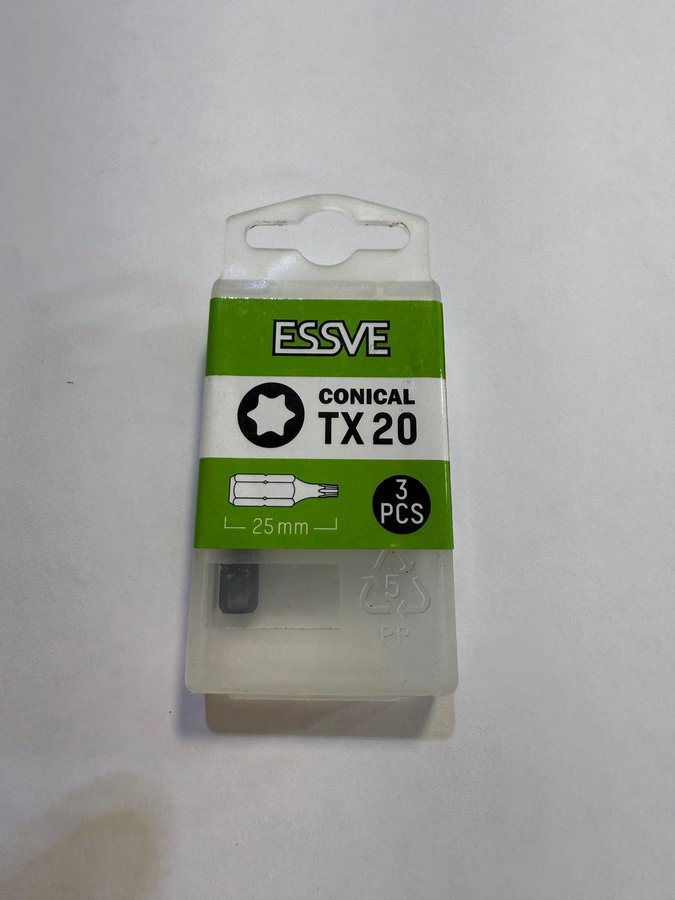 ESSVE
CONICAL
TX 20
3
PCS
25mm
5
PP